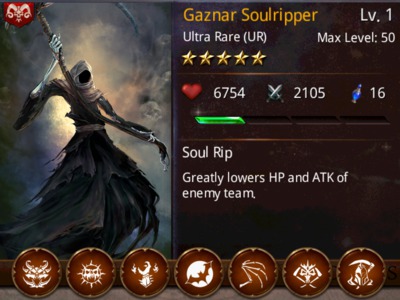 Gaznar Soulripper Lv. 1
Ultra Rare (UR) Max Level: 50
6754 2105 16
Soul Rip
Greatly lowers HP and ATK of
enemy team.